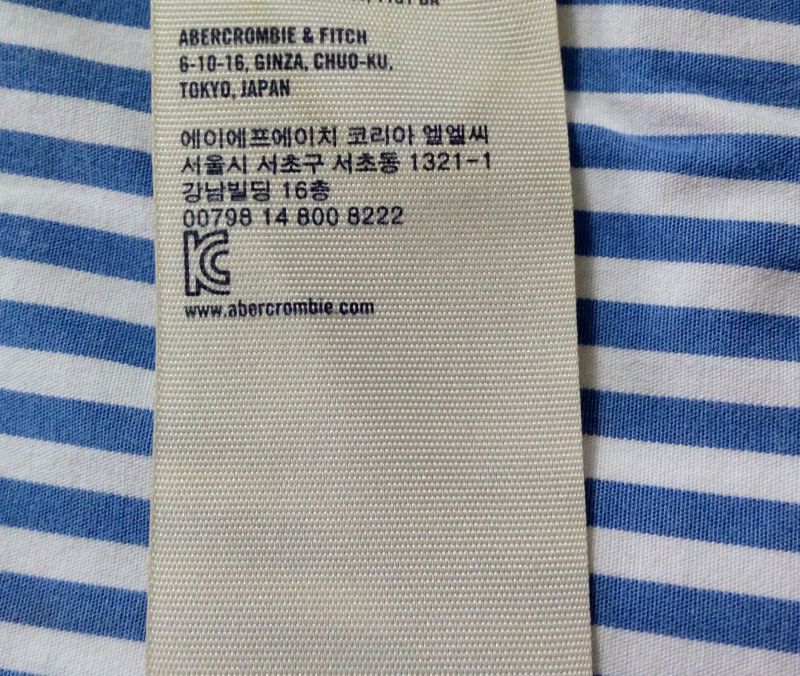 ABERCROMBIE & FITCH
6-10-16, GINZA, CHUO-KU,
TOKYO, JAPAN
에이에프에이치 코리아 엘엘씨
서울시 서초구 서초동 1321-1
강남빌딩 16층
00798 14 800 8222
KC
www.abercrombie.com